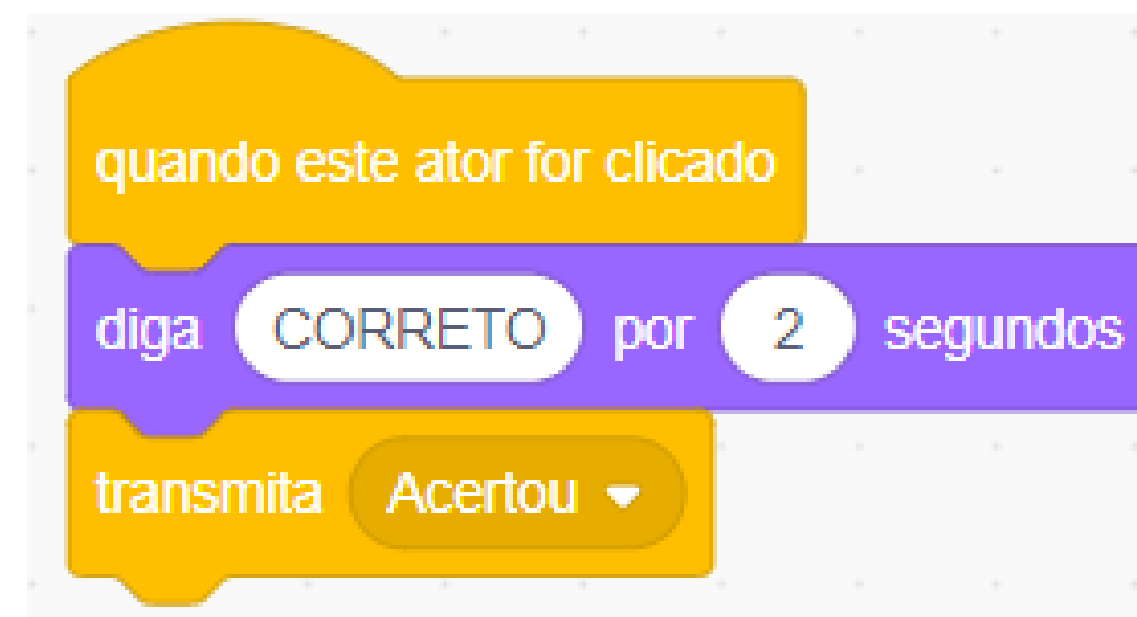 quando este ator for clicado
diga CORRETO por 2 segundos
transmita Acertou